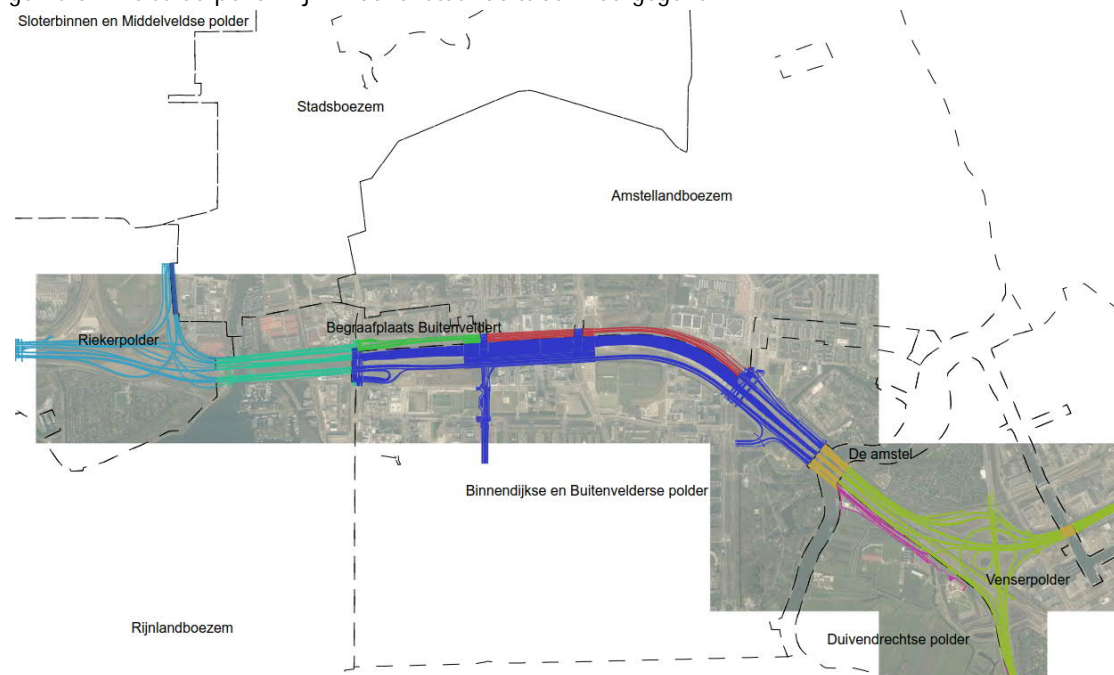 Sloterbinnen en Middelveldse polder
Stadsboezem
Amstellandboezem
Begraafplaats Buitenveldert
Riekerpolder
De amstel
Binnendijkse en Buitenvelderse polder
Venserpolder
Rijnlandboezem
Duivendrechtse polder